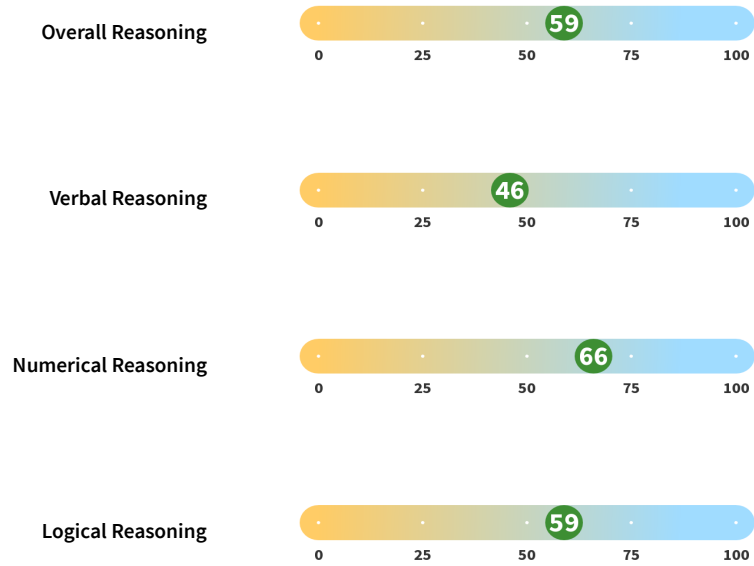 Overall Reasoning
59
0 25 50 75 100
Verbal Reasoning
46
0 25 50 75 100
Numerical Reasoning
66
0 25 50 75 100
Logical Reasoning
59
0 25 50 75 100